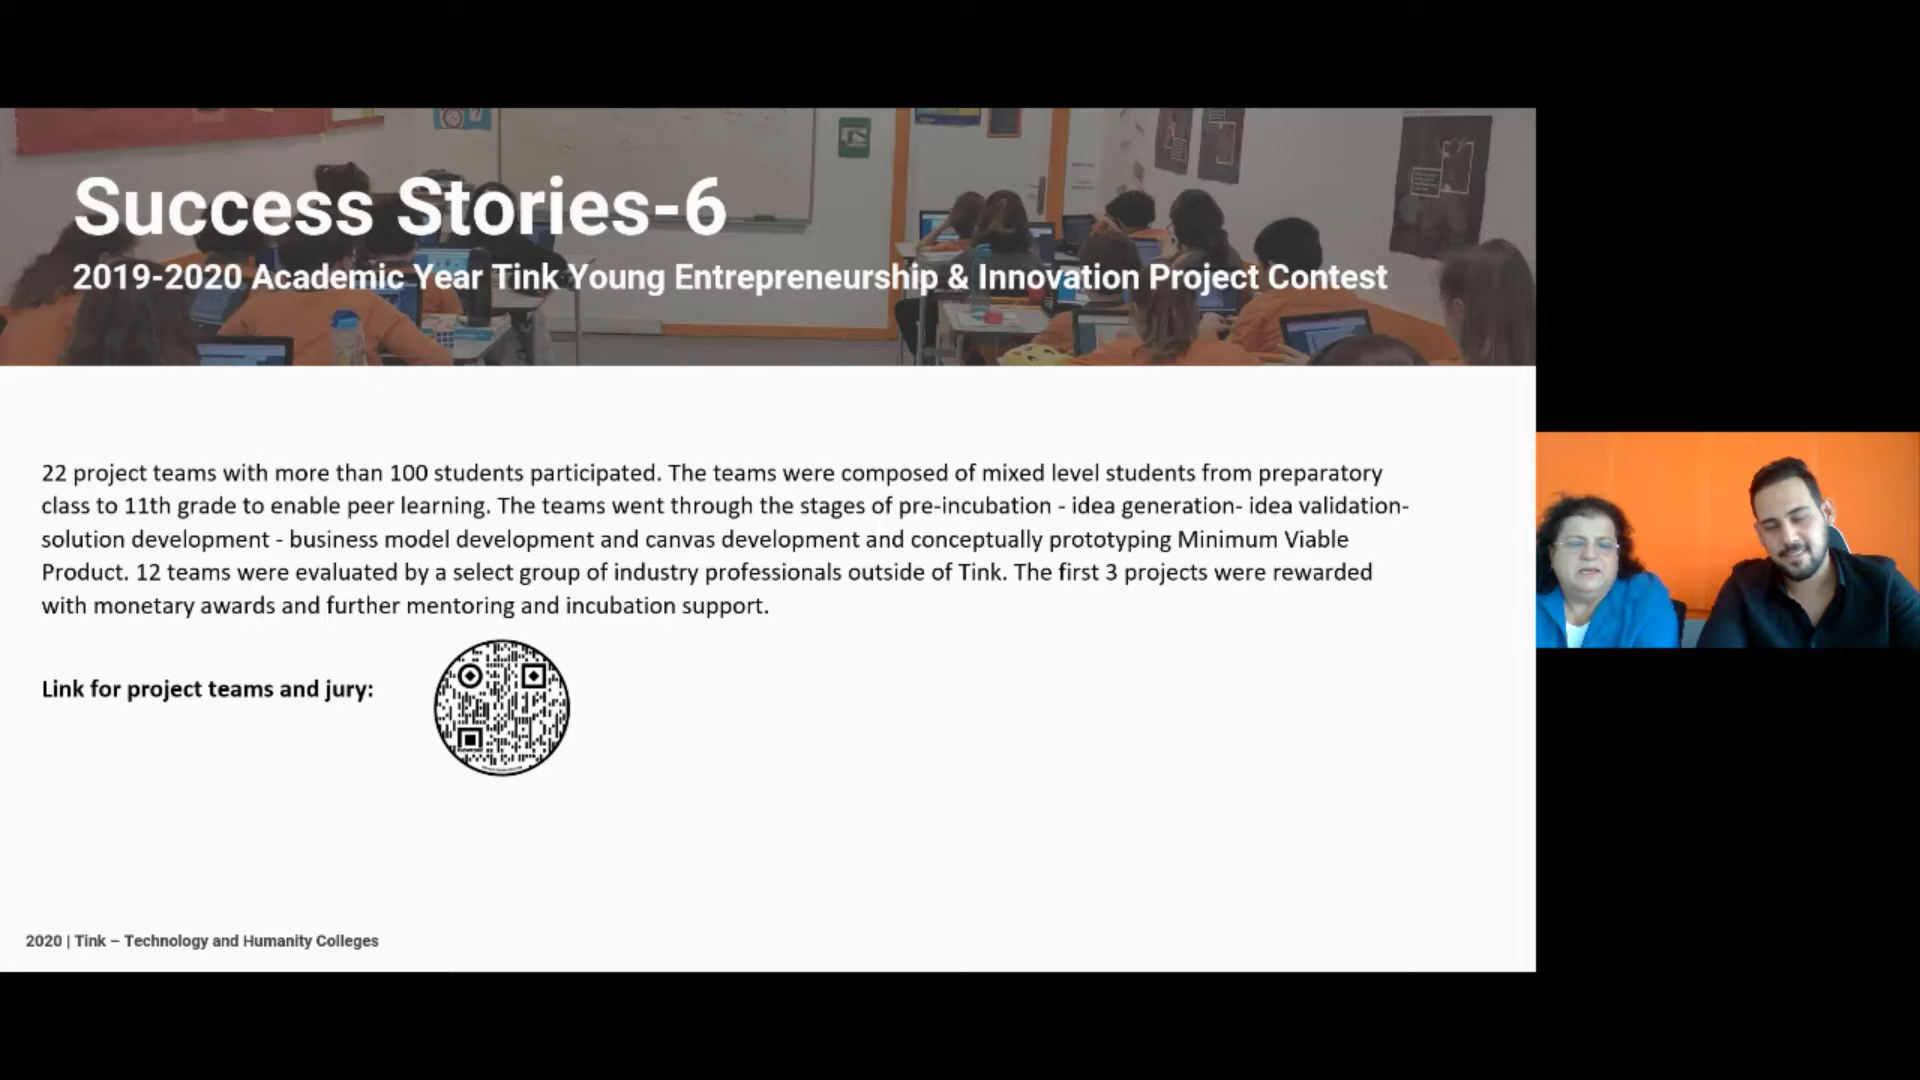 Success Stories-6
2019-2020 Academic Year Tink Young Entrepreneurship & Innovation Project Contest
22 project teams with more than 100 students participated. The teams were composed of mixed level students from preparatory
class to 11th grade to enable peer learning. The teams went through the stages of pre-incubation - idea generation- idea validation-
solution development - business model development and canvas development and conceptually prototyping Minimum Viable
Product. 12 teams were evaluated by a select group of industry professionals outside of Tink. The first 3 projects were rewarded
with monetary awards and further mentoring and incubation support.
Link for project teams and jury:
2020 | Tink – Technology and Humanity Colleges